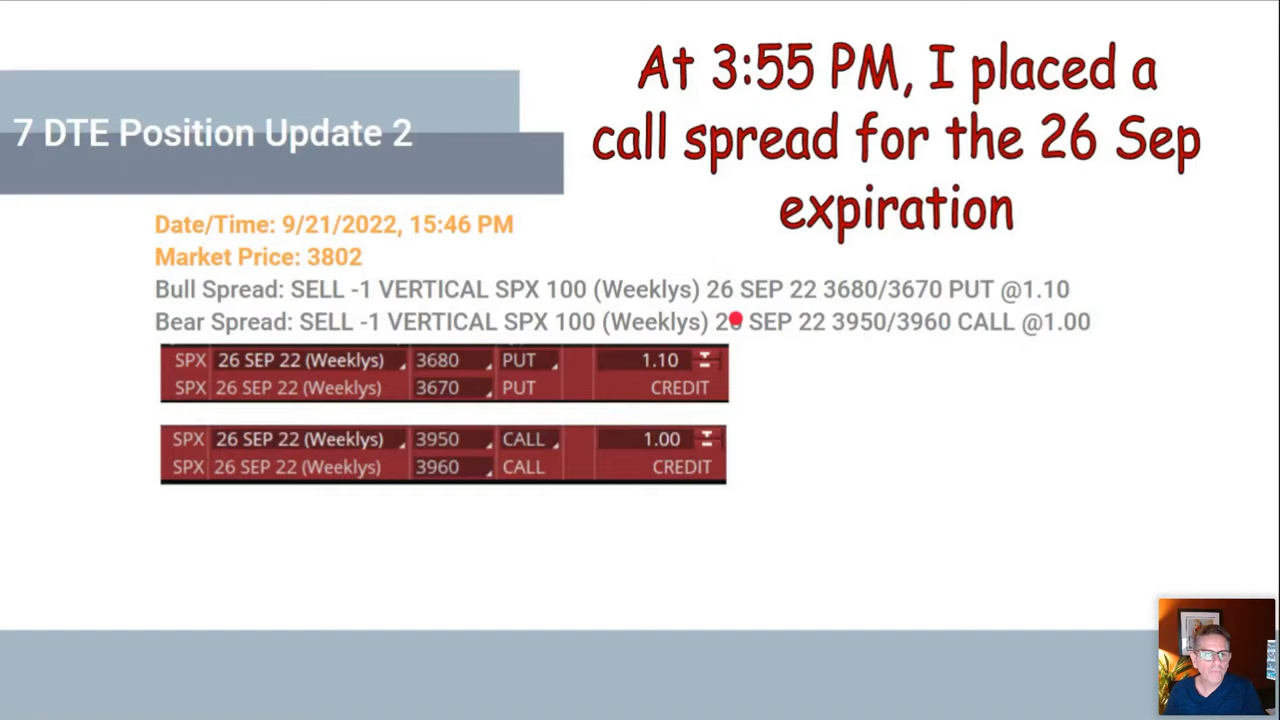 At 3:55 PM, I placed a
call spread for the 26 Sep
expiration
7 DTE Position Update 2
Date/Time: 9/21/2022, 15:46 PM
Market Price: 3802
Bull Spread: SELL -1 VERTICAL SPX 100 (Weeklys) 26 SEP 22 3680/3670 PUT @1.10
Bear Spread: SELL -1 VERTICAL SPX 100 (Weeklys) 26 SEP 22 3950/3960 CALL @1.00
SPX 26 SEP 22 (Weeklys) 3680 PUT 1.10
SPX 26 SEP 22 (Weeklys) 3670 PUT CREDIT
SPX 26 SEP 22 (Weeklys) 3950 CALL 1.00
SPX 26 SEP 22 (Weeklys) 3960 CALL CREDIT